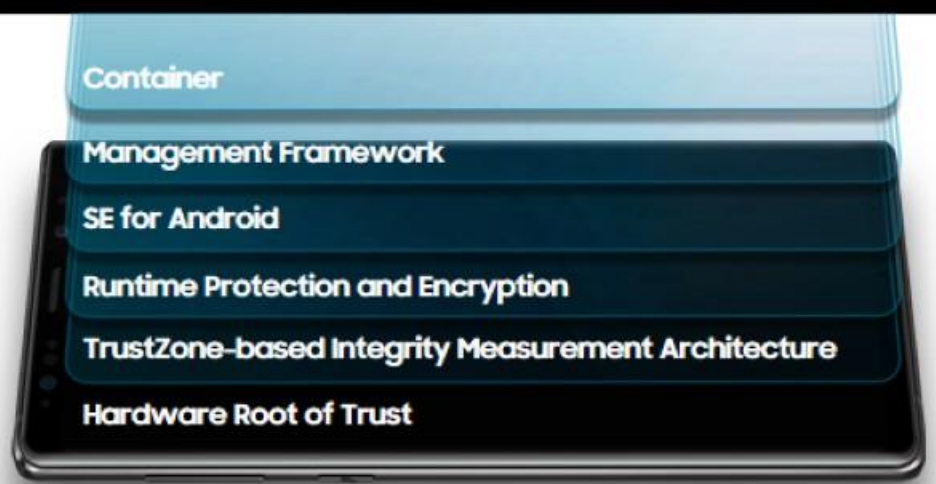 Container
Management Framework
SE for Android
Runtime Protection and Encryption
TrustZone-based Integrity Measurement Architecture
Hardware Root of Trust